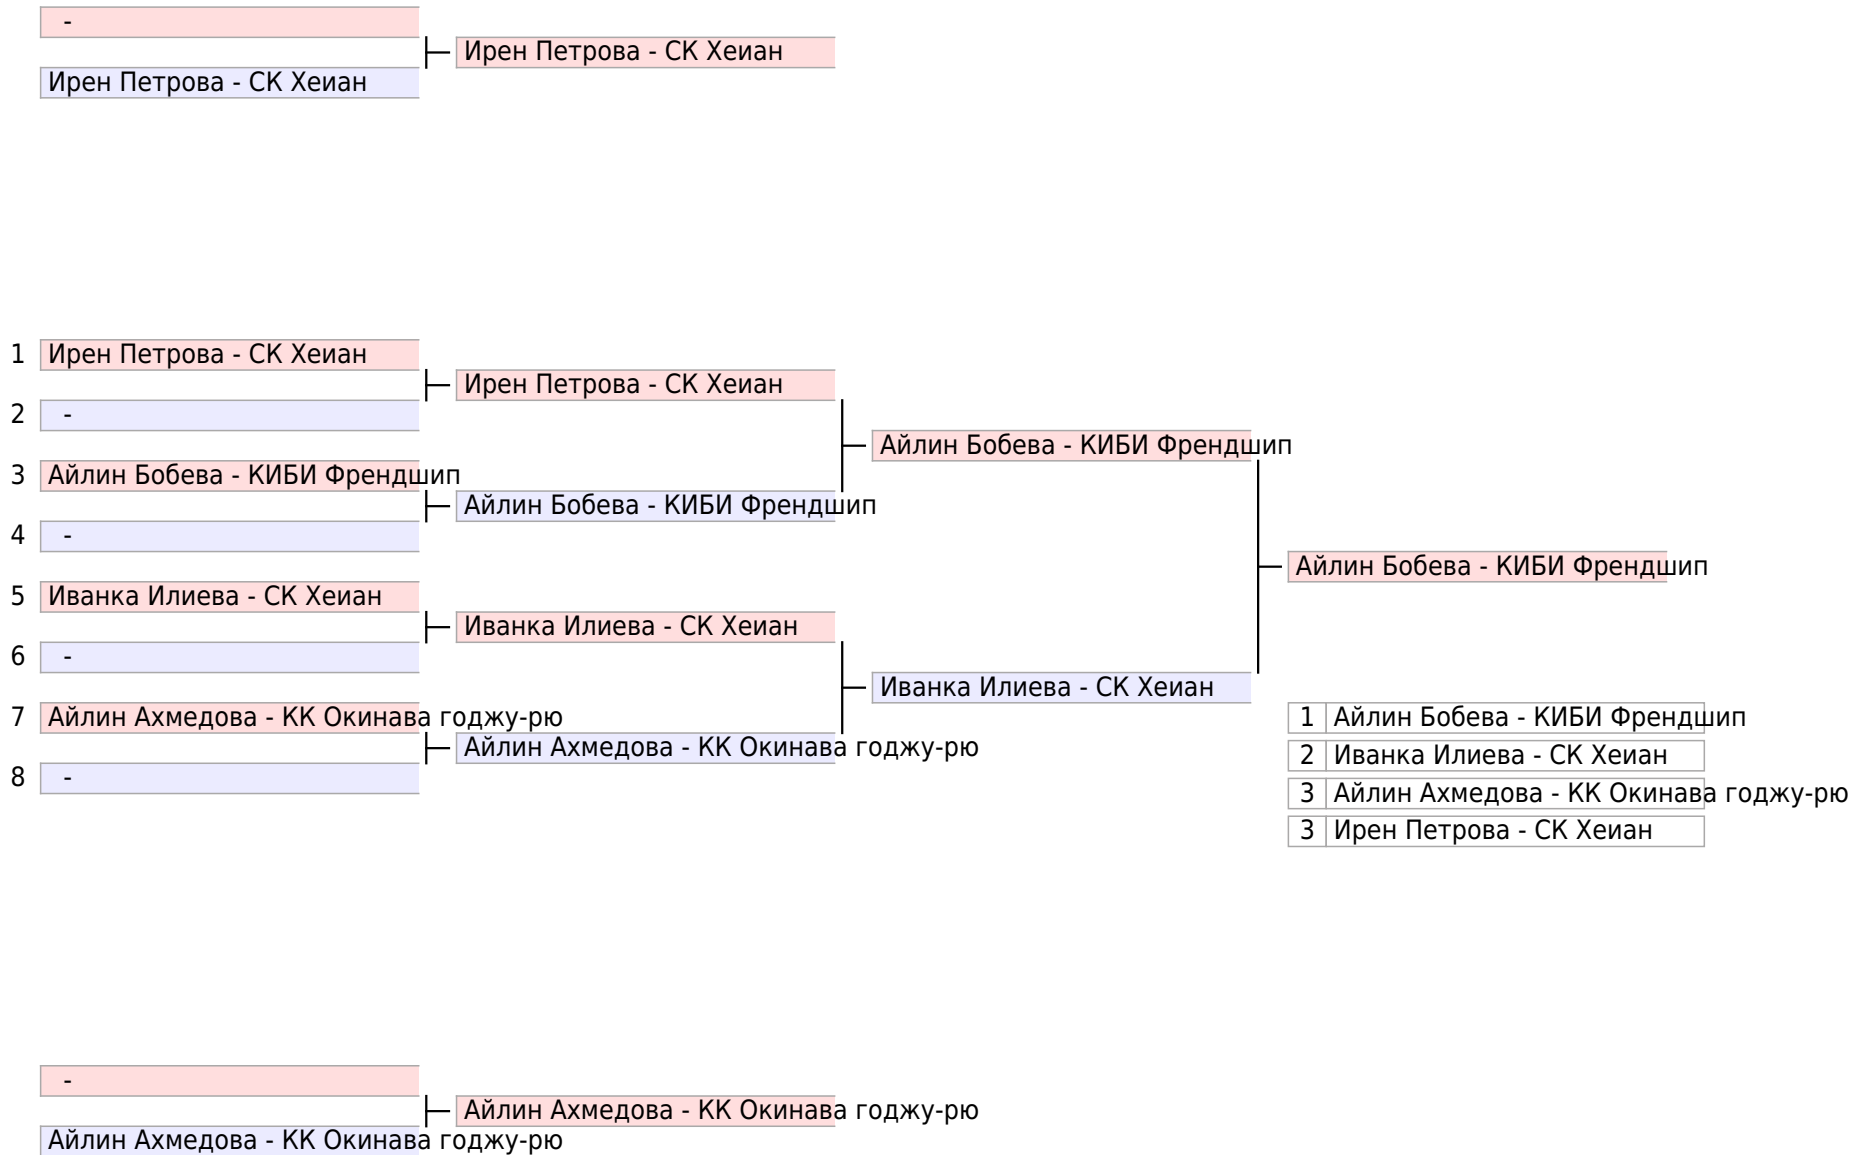 -
Ирен Петрова - СК Хеиан
Ирен Петрова - СК Хеиан
1 Ирен Петрова - СК Хеиан
Ирен Петрова - СК Хеиан
2 -
Айлин Бобева - КИБИ Френдшип
3 Айлин Бобева - КИБИ Френдшип
Айлин Бобева - КИБИ Френдшип
4 -
Айлин Бобева - КИБИ Френдшип
5 Иванка Илиева - СК Хеиан
Иванка Илиева - СК Хеиан
6 -
Иванка Илиева - СК Хеиан
7 Айлин Ахмедова - КК Окинава годжу-рю
1 Айлин Бобева - КИБИ Френдшип
Айлин Ахмедова - КК Окинава годжу-рю
2 Иванка Илиева - СК Хеиан
8 -
3 Айлин Ахмедова - КК Окинава годжу-рю
3 Ирен Петрова - СК Хеиан
-
Айлин Ахмедова - КК Окинава годжу-рю
Айлин Ахмедова - КК Окинава годжу-рю